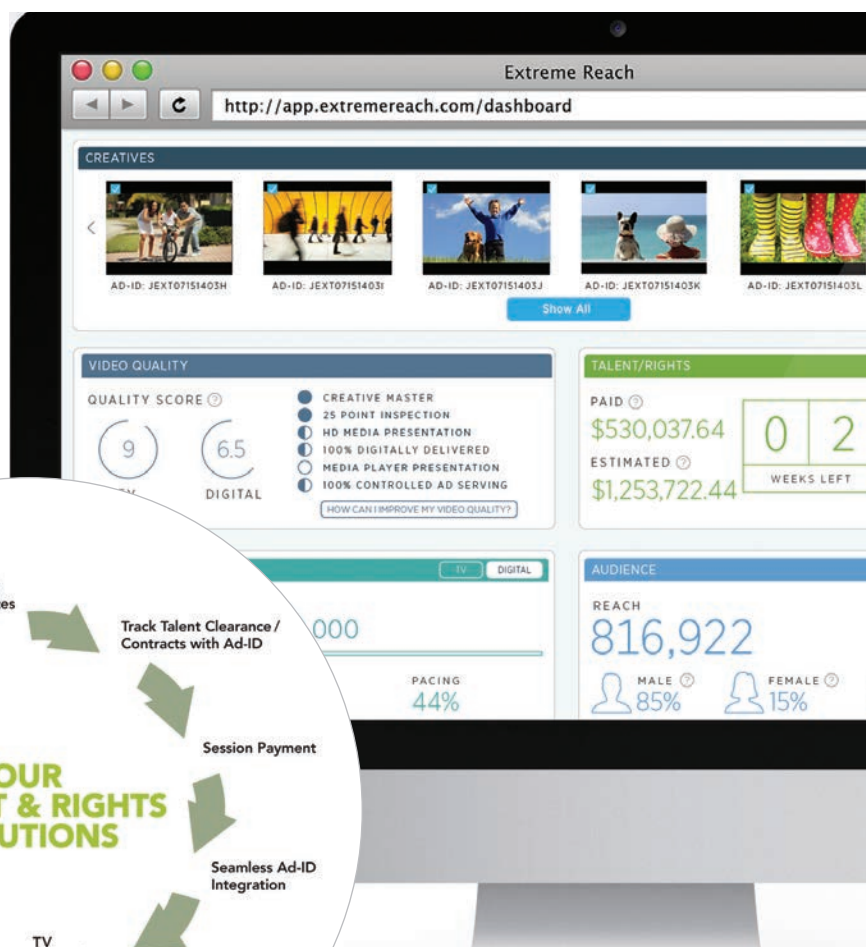 Extreme Reach
http://app.extremereach.com/dashboard
CREATIVES
AD-ID: JEXT07151403H
AD-ID: JEXT07151403I
AD-ID: JEXT07151403J
AD-ID: JEXT07151403K
AD-ID: JEXT07151403L
Show All
VIDEO QUALITY
QUALITY SCORE ?
9
6.5
DIGITAL
CREATIVE MASTER
25 POINT INSPECTION
HD MEDIA PRESENTATION
100% DIGITALLY DELIVERED
MEDIA PLAYER PRESENTATION
100% CONTROLLED AD SERVING
HOW CAN I IMPROVE MY VIDEO QUALITY?
TALENT/RIGHTS
PAID ?
$530,037.64
ESTIMATED ?
$1,253,722.44
0 2
WEEKS LEFT
TV DIGITAL
000
PACING
44%
AUDIENCE
REACH
816,922
MALE ?
85%
FEMALE ?
15%
Track Talent Clearance /
Contracts with Ad-ID
Session Payment
OUR
& RIGHTS
UTIONS
Seamless Ad-ID
Integration
TV